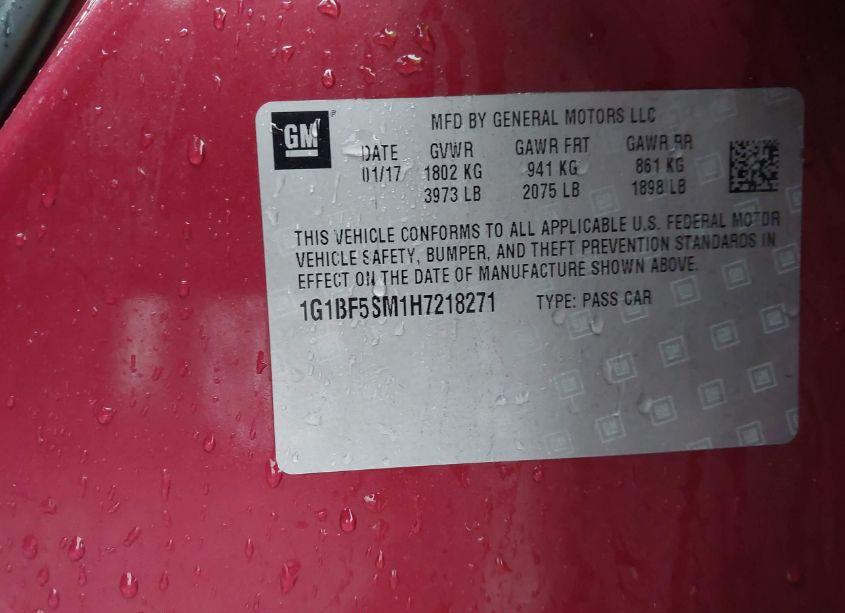 GM
MFD BY GENERAL MOTORS LLC
DATE GVWR GAWR FRT GAWR RR
01/17 1802 KG 941 KG 861 KG
3973 LB 2075 LB 1898 LB
THIS VEHICLE CONFORMS TO ALL APPLICABLE U.S. FEDERAL MOTOR
VEHICLE SAFETY, BUMPER, AND THEFT PREVENTION STANDARDS IN
EFFECT ON THE DATE OF MANUFACTURE SHOWN ABOVE.
1G1BF5SM1H7218271 TYPE: PASS CAR